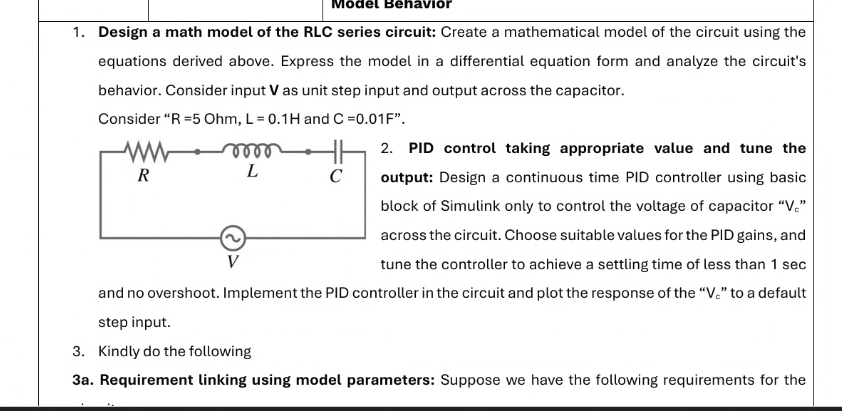 Model Behavior
1. Design a math model of the RLC series circuit: Create a mathematical model of the circuit using the
equations derived above. Express the model in a differential equation form and analyze the circuit's
behavior. Consider input V as unit step input and output across the capacitor.
Consider “R =5 Ohm, L = 0.1H and C =0.01F”.
R
L
C
V
2. PID control taking appropriate value and tune the
output: Design a continuous time PID controller using basic
block of Simulink only to control the voltage of capacitor “Vc”
across the circuit. Choose suitable values for the PID gains, and
tune the controller to achieve a settling time of less than 1 sec
and no overshoot. Implement the PID controller in the circuit and plot the response of the “Vc” to a default
step input.
3. Kindly do the following
3a. Requirement linking using model parameters: Suppose we have the following requirements for the